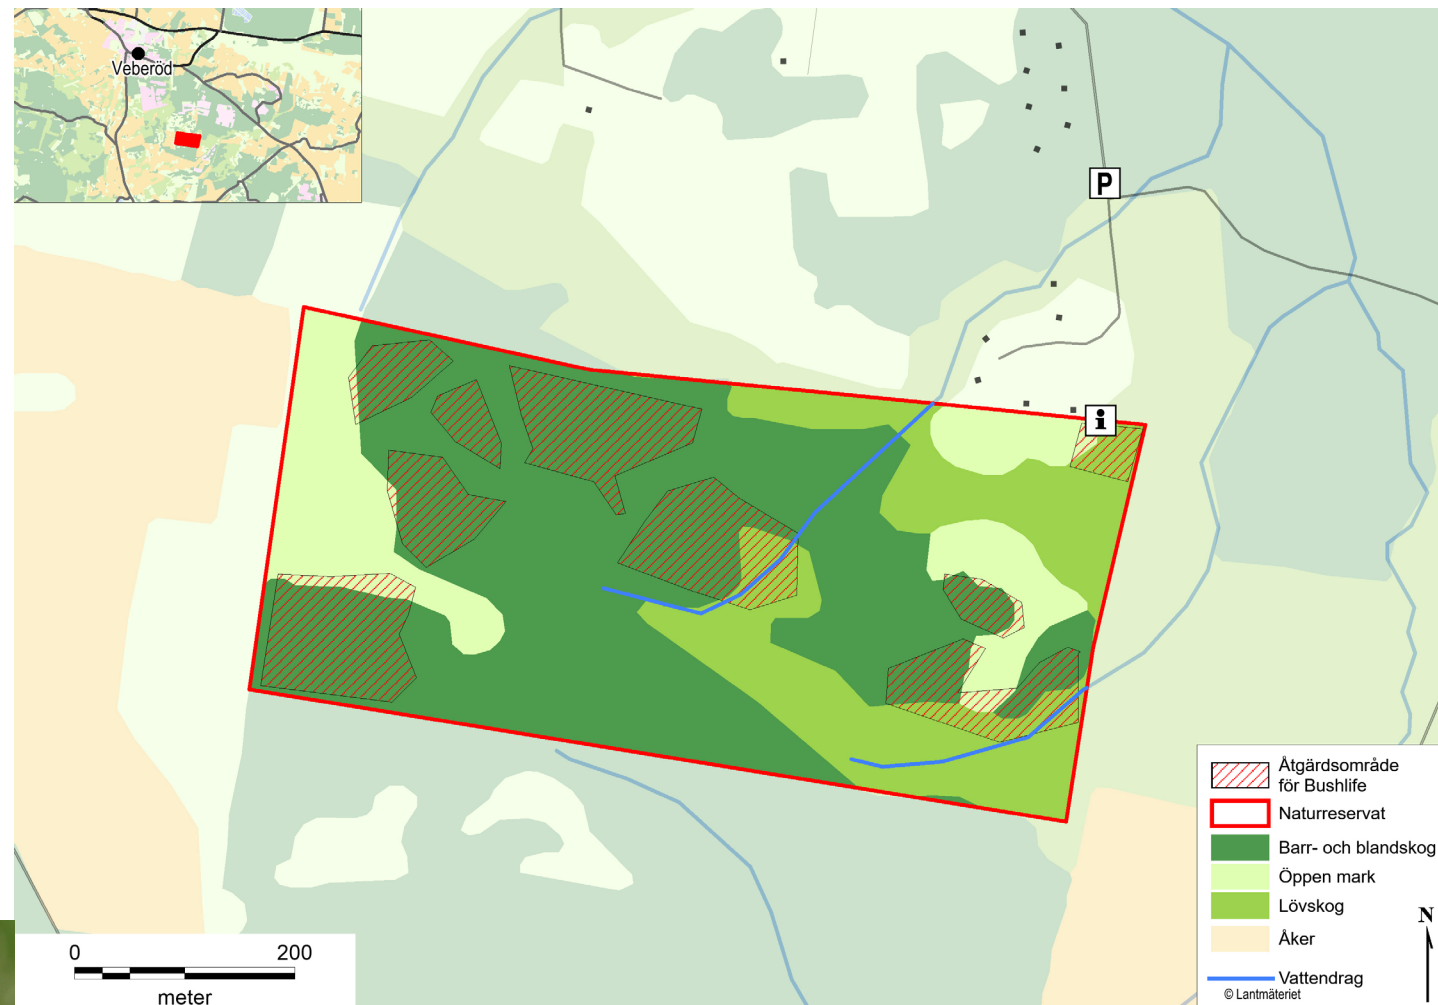 Veberöd
P
i
Åtgärdsområde
för Bushlife
Naturreservat
Barr- och blandskog
Öppen mark
Lövskog
Åker
Vattendrag
© Lantmäteriet
N
0 200
meter